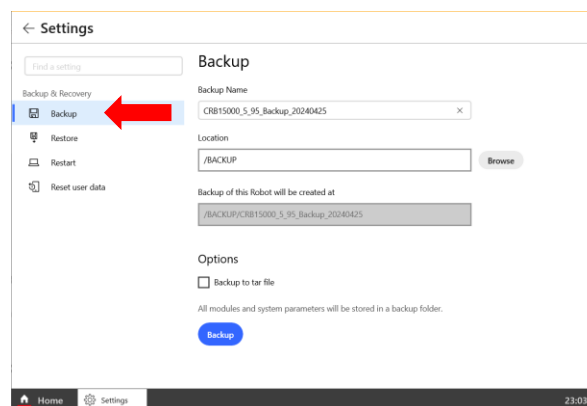 ← Settings
Find a setting
Backup & Recovery
Backup
Restore
Restart
Reset user data
Backup
Backup Name
CRB15000_5_95_Backup_20240425
Location
/BACKUP
Browse
Backup of this Robot will be created at
/BACKUP/CRB15000_5_95_Backup_20240425
Options
Backup to tar file
All modules and system parameters will be stored in a backup folder.
Backup
Home
Settings
23:03